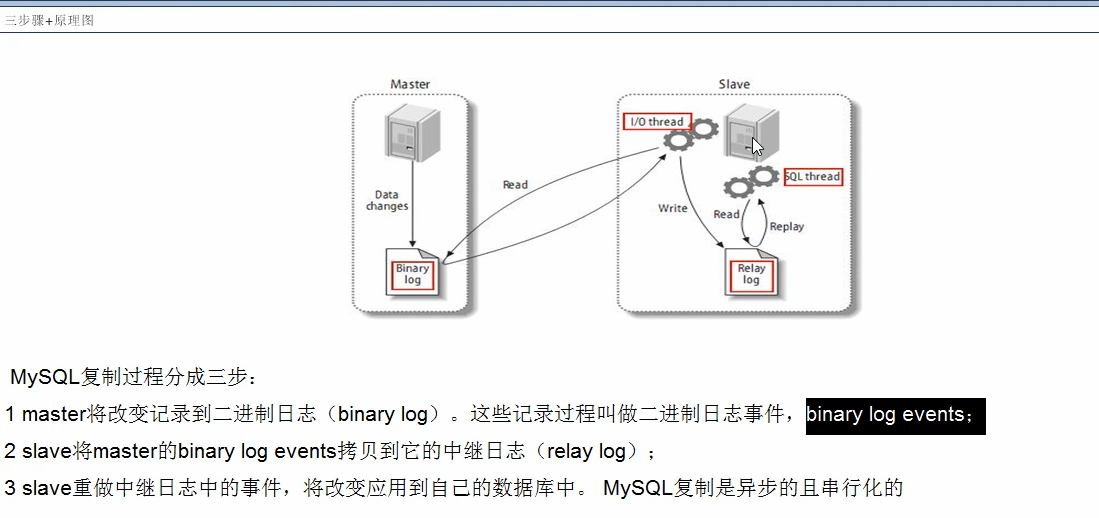 三步骤+原理图
Master
Slave
I/O thread
SQL thread
Data
changes
Read
Write
Read
Replay
Binary
log
Relay
log
MySQL复制过程分成三步：
1 master将改变记录到二进制日志（binary log）。这些记录过程叫做二进制日志事件，binary log events；
2 slave将master的binary log events拷贝到它的中继日志（relay log）；
3 slave重做中继日志中的事件，将改变应用到自己的数据库中。 MySQL复制是异步的且串行化的